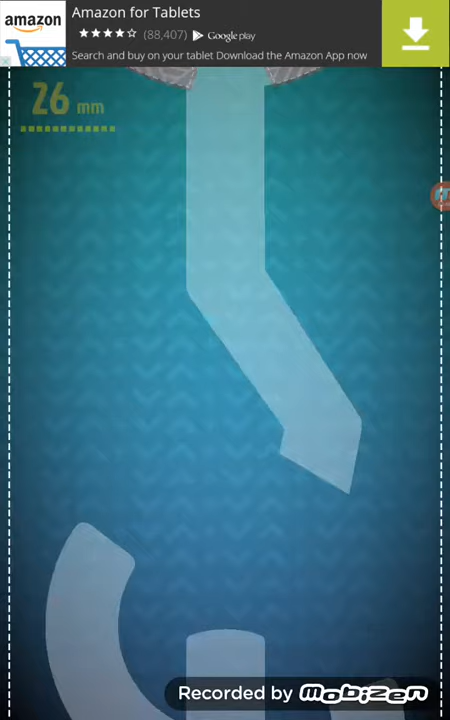 amazon
Amazon for Tablets
(88,407) Google play
Search and buy on your tablet Download the Amazon App now
26 mm
Recorded by Mobizen